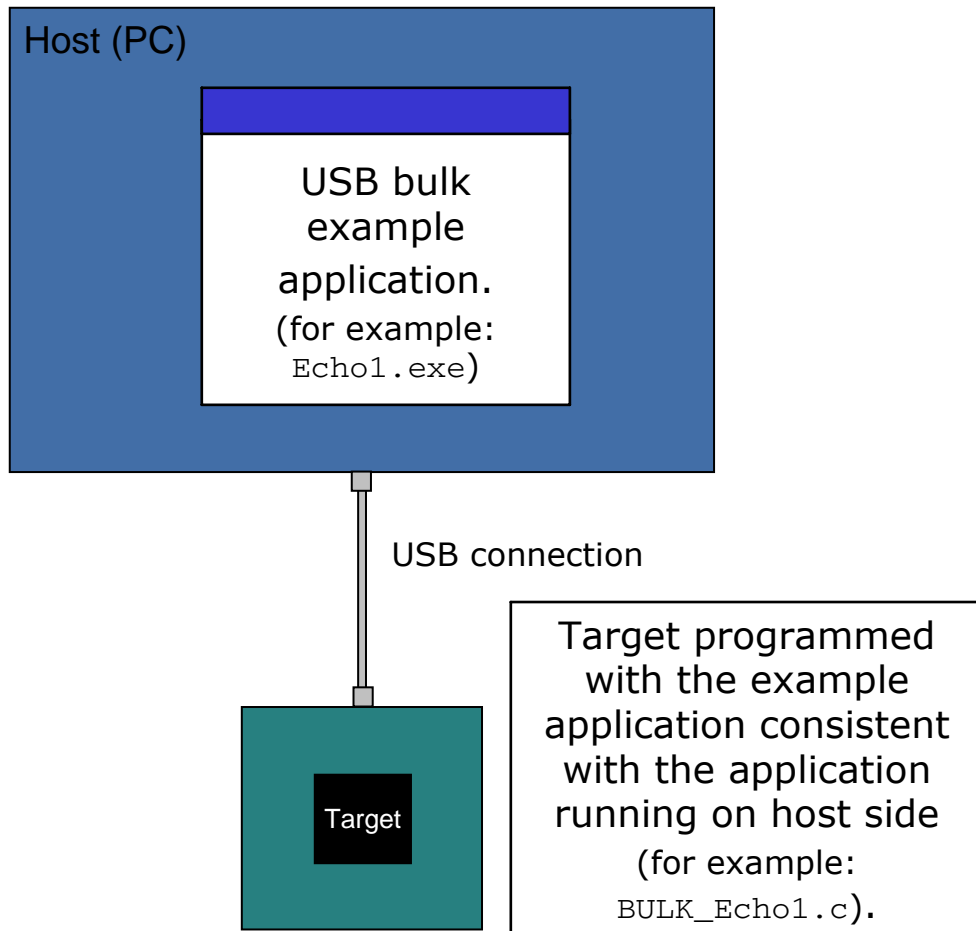 Host (PC)
USB bulk
example
application.
(for example:
Echo1.exe)
USB connection
Target programmed
with the example
application consistent
with the application
running on host side
(for example:
BULK_Echo1.c).
Target